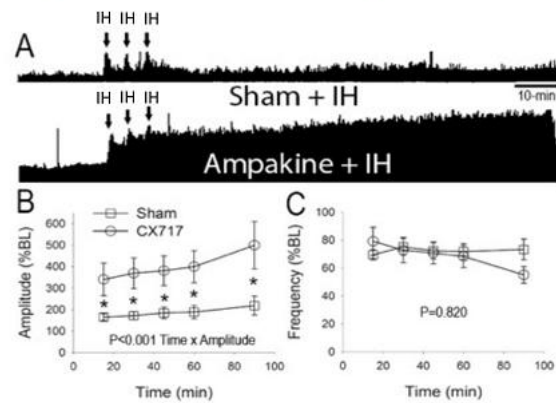 A
IH IH IH
10-min
Sham + IH
IH IH IH
Ampakine + IH
B
Sham
CX717
600
500
400
300
200
100
0
Amplitude (%BL)
* * * * *
P<0.001 Time x Amplitude
0 20 40 60 80 100
Time (min)
C
100
80
60
40
20
0
Frequency (%BL)
P=0.820
0 20 40 60 80 100
Time (min)